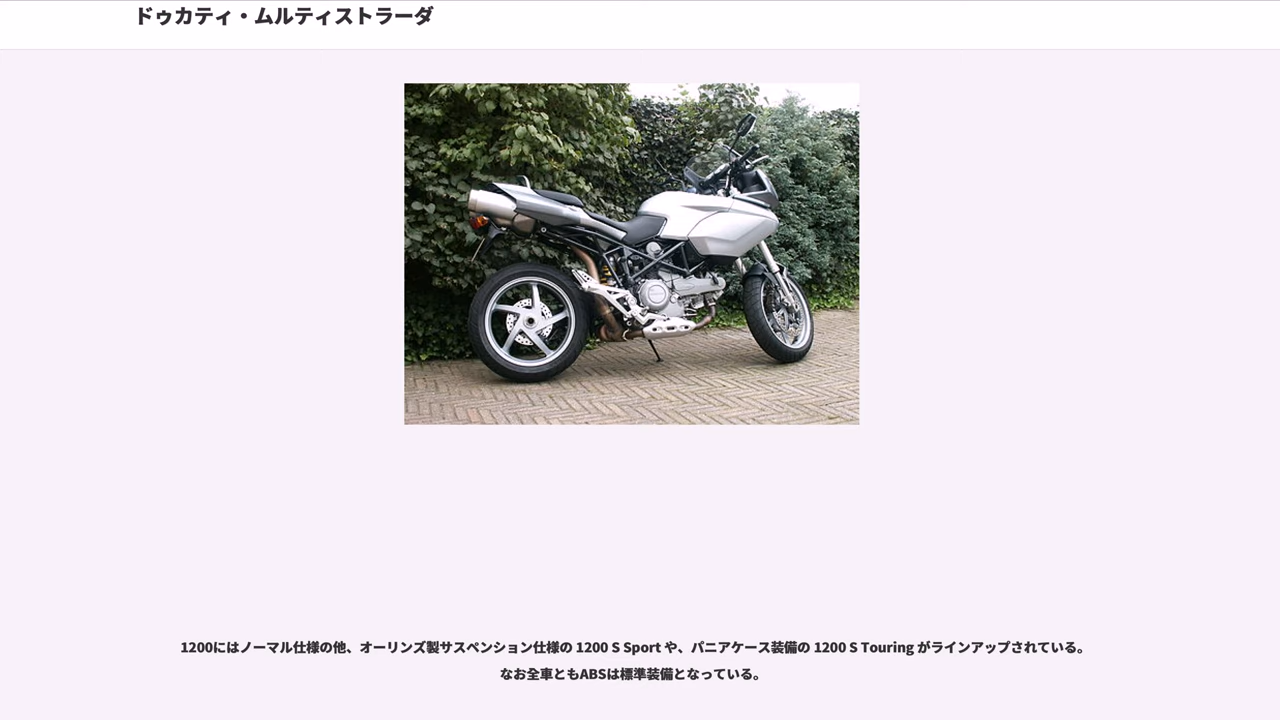 ドゥカティ・ムルティストラーダ
1200にはノーマル仕様の他、オーリンズ製サスペンション仕様の 1200 S Sport や、パニアケース装備の 1200 S Touring がラインアップされている。
なお全車ともABSは標準装備となっている。